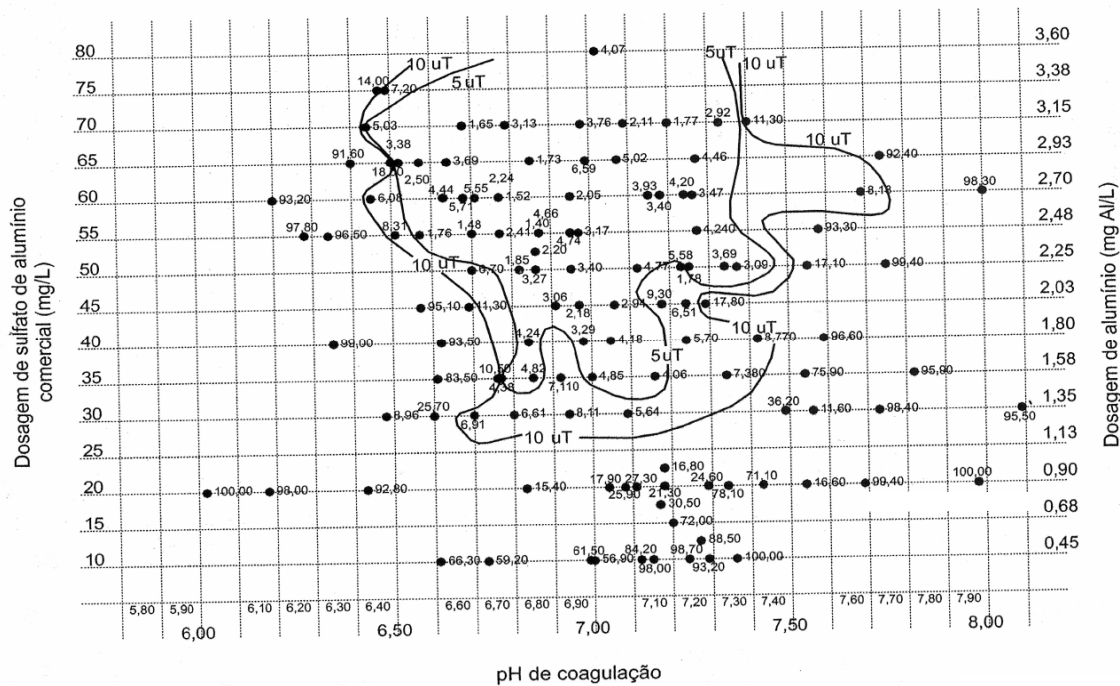 Dosagem de sulfato de alumínio
comercial (mg/L)
Dosagem de alumínio (mg Al/L)
80 4,07 5uT 3,60
10 uT 10 uT
14,00 5uT
75 7,20 3,38
2,92
70 5,03 1,65 3,13 3,76 2,11 1,77 11,30 3,15
3,38 10 uT
91,60 92,40
65 3,69 1,73 5,02 4,46 2,93
18,00 6,59
2,50 2,24
4,44 5,55 3,93 4,20 98,30
60 93,20 6,08 1,52 2,05 3,47 8,13 2,70
5,7 3,40
4,66
97,80 8,31 1,48 1,40
55 96,50 1,76 2,41 3,17 4,240 93,30 2,48
4,74
2,20
10 uT 1,85 5,58 3,69
50 6,70 3,40 4,77 3,09 17,10 99,40 2,25
3,27 1,78
3,06 9,30
45 95,10 11,30 2,94 17,80 2,03
2,18 6,51
10 uT
4,24 3,29
40 99,90 93,50 4,18 5,70 8,770 96,60 1,80
5uT
10,50 4,82
35 83,50 4,85 4,06 7,380 75,90 95,90 1,58
4,38 7,110
25,70 36,20
30 8,96 6,61 8,11 5,64 11,60 98,40 1,35
6,91 95,50
10 uT
25 1,13
16,80
17,90 27,30 24,60 71,10 100,00
20 100,00 98,00 92,80 15,40 16,60 99,40 0,90
25,90 21,30 78,10
30,50
15 72,00 0,68
88,50
61,50 84,20 98,70
10 66,30 59,20 56,90 100,00 0,45
98,00 93,20
5,80 5,90 6,10 6,20 6,30 6,40 6,60 6,70 6,80 6,90 7,10 7,20 7,30 7,40 7,60 7,70 7,80 7,90
6,00 6,50 7,00 7,50 8,00
pH de coagulação